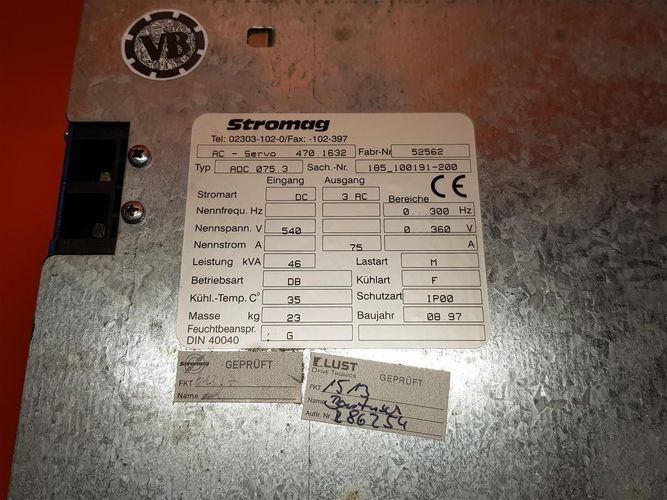 VB
Stromag
Tel: 02303-102-0/Fax: -102-397
AC - Servo 470.1632 Fabr-Nr 52562
Typ ADC 075.3 Sach.-Nr. 185_100191-200
Eingang Ausgang
Stromart DC 3 AC Bereiche CE
Nennfrequ. Hz 0...300 Hz
Nennspann. V 540 0...360 V
Nennstrom A 75 A
Leistung kVA 46 Lastart M
Betriebsart DB Kühlart F
Kühl.-Temp. C° 35 Schutzart IP00
Masse kg 23 Baujahr 08.97
Feuchtbeanspr. G
DIN 40040
Stromag GEPRÜFT
FKT
Name
LUST GEPRÜFT
DRIVE TRONICS
FKT
Name
Auftr. Nr. 286254